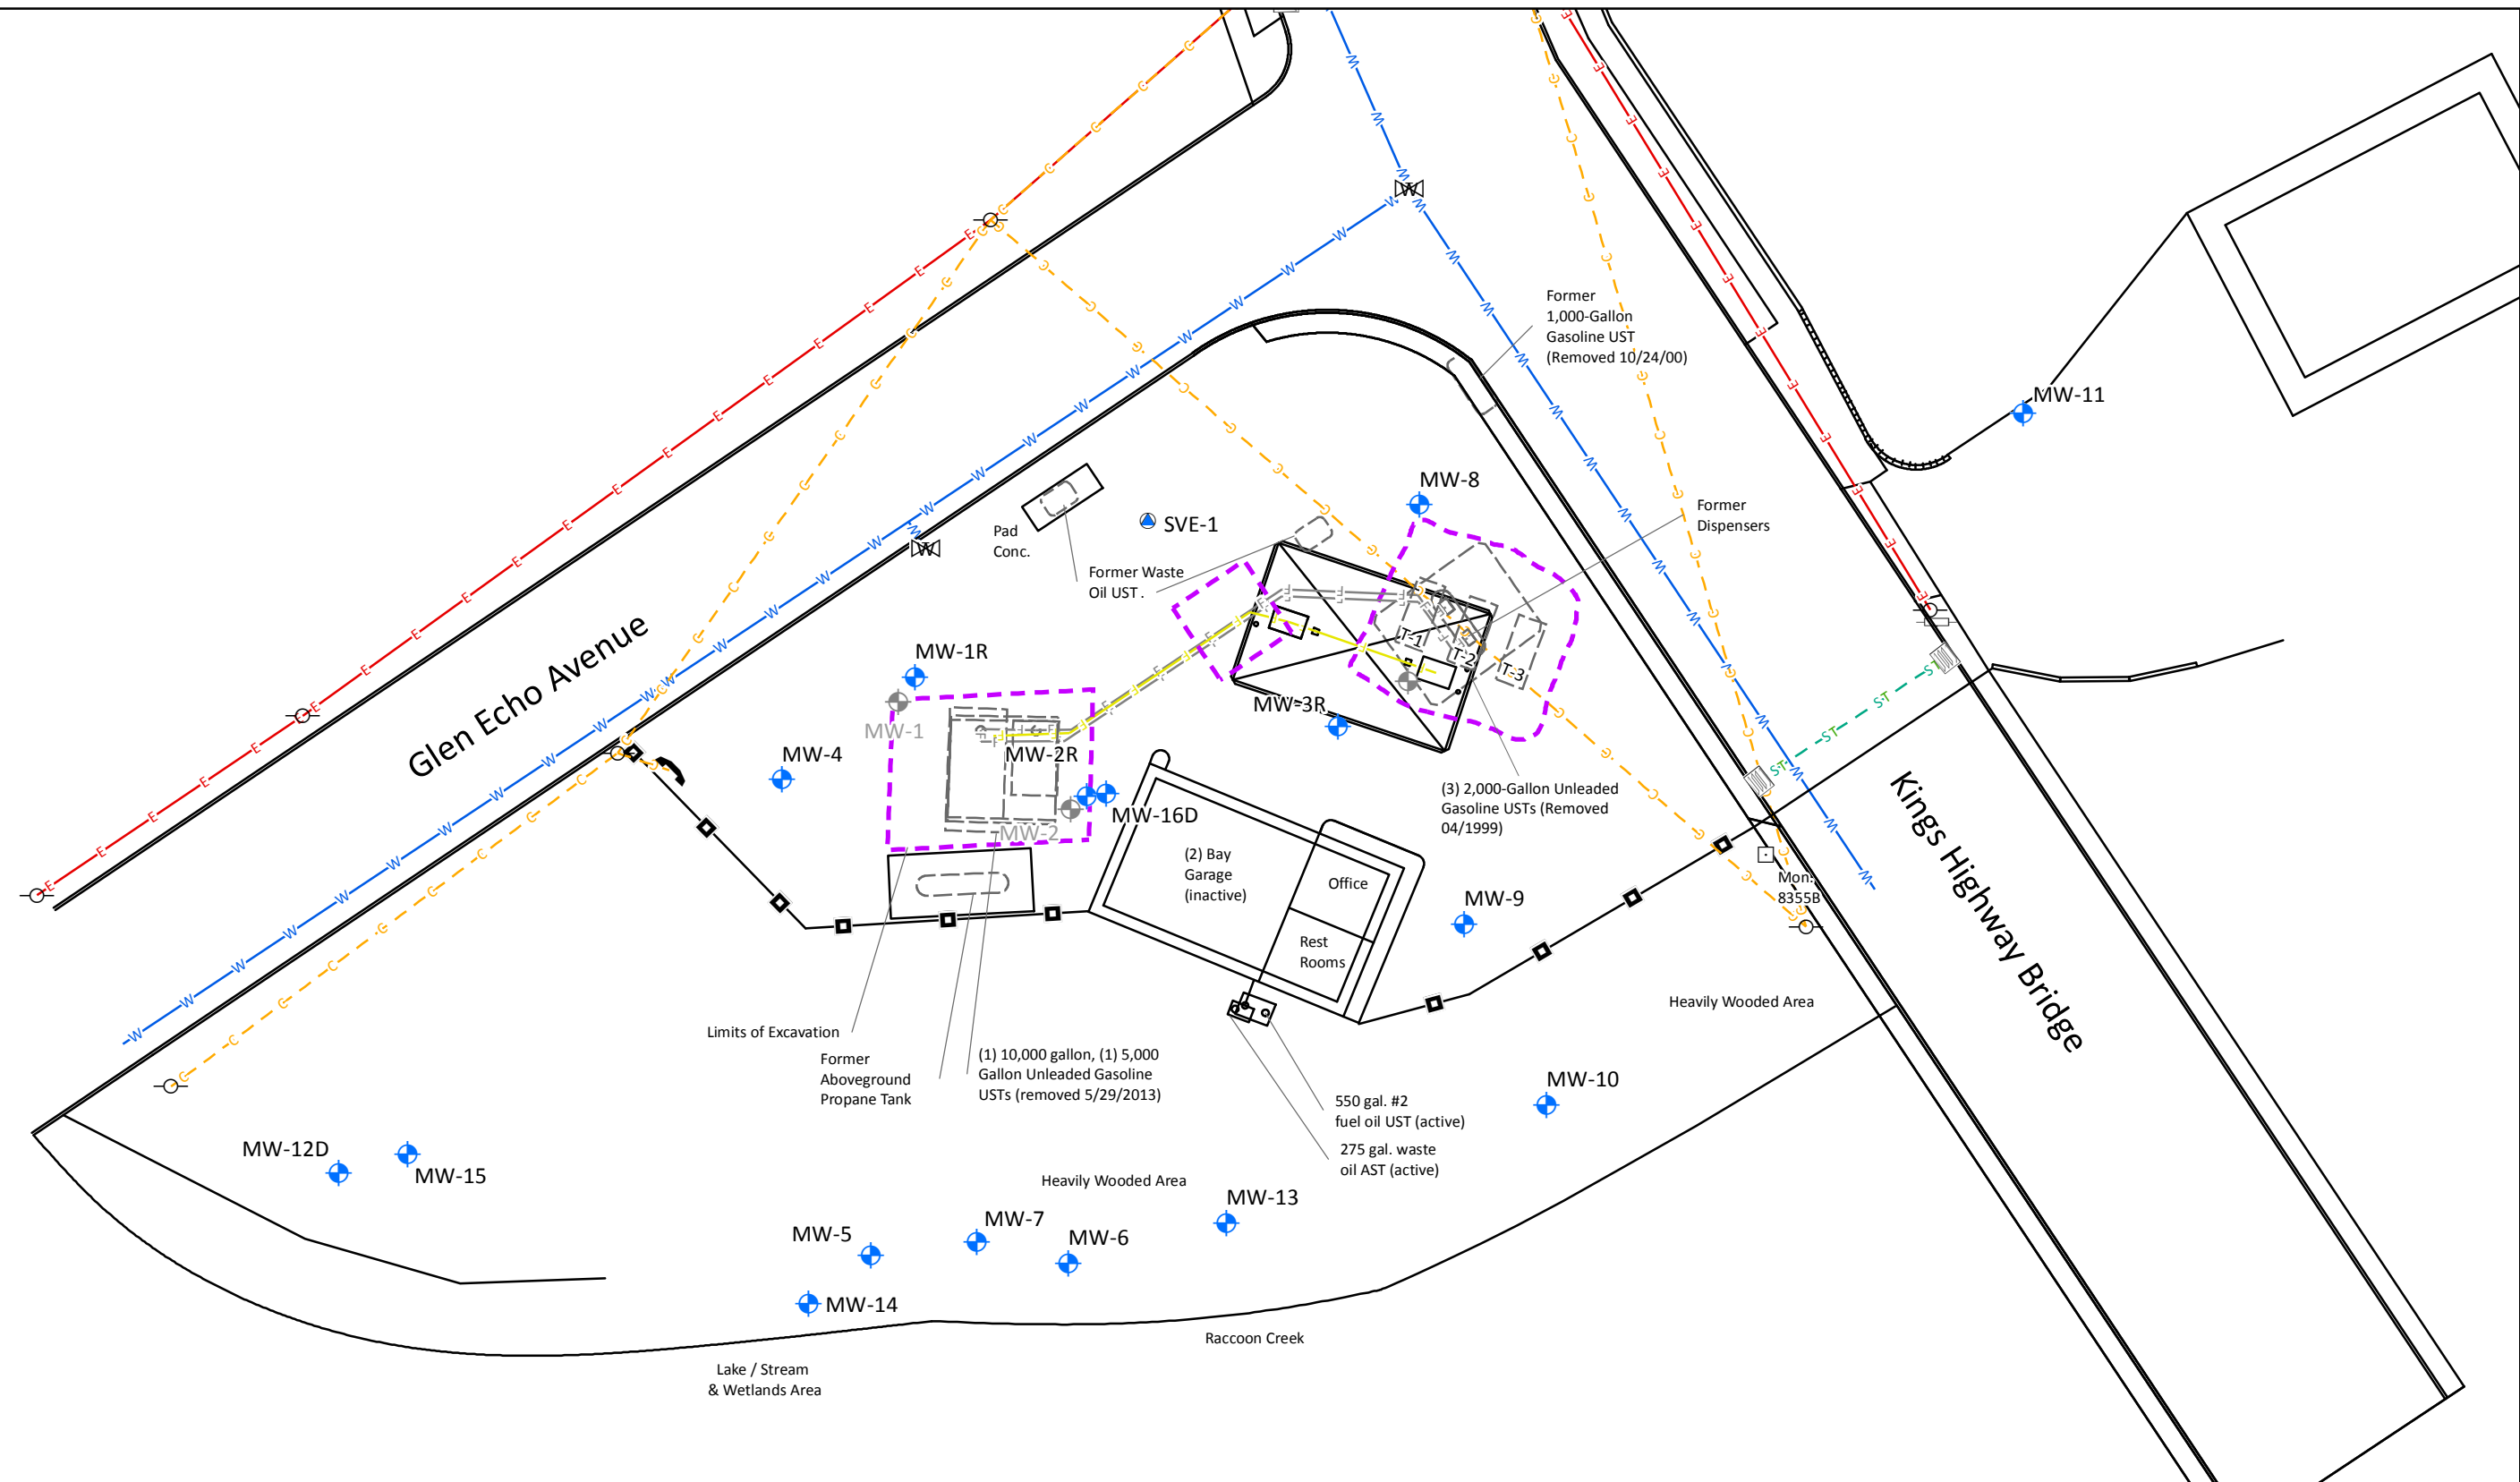 Former
1,000-Gallon
Gasoline UST
(Removed 10/24/00)
MW-11
MW-8
Former
Dispensers
SVE-1
Pad
Conc.
Former Waste
Oil UST .
Glen Echo Avenue
T-1
T-2
T-3
MW-1R
MW-1
MW-3R
MW-4
MW-2R
MW-2
MW-16D
(3) 2,000-Gallon Unleaded
Gasoline USTs (Removed
04/1999)
Kings Highway Bridge
(2) Bay
Garage
(inactive)
Office
Rest
Rooms
MW-9
Mon.
8355B
Heavily Wooded Area
Limits of Excavation
Former
Aboveground
Propane Tank
(1) 10,000 gallon, (1) 5,000
Gallon Unleaded Gasoline
USTs (removed 5/29/2013)
550 gal. #2
fuel oil UST (active)
275 gal. waste
oil AST (active)
MW-10
MW-12D
MW-15
Heavily Wooded Area
MW-13
MW-5
MW-7
MW-6
MW-14
Raccoon Creek
Lake / Stream
& Wetlands Area